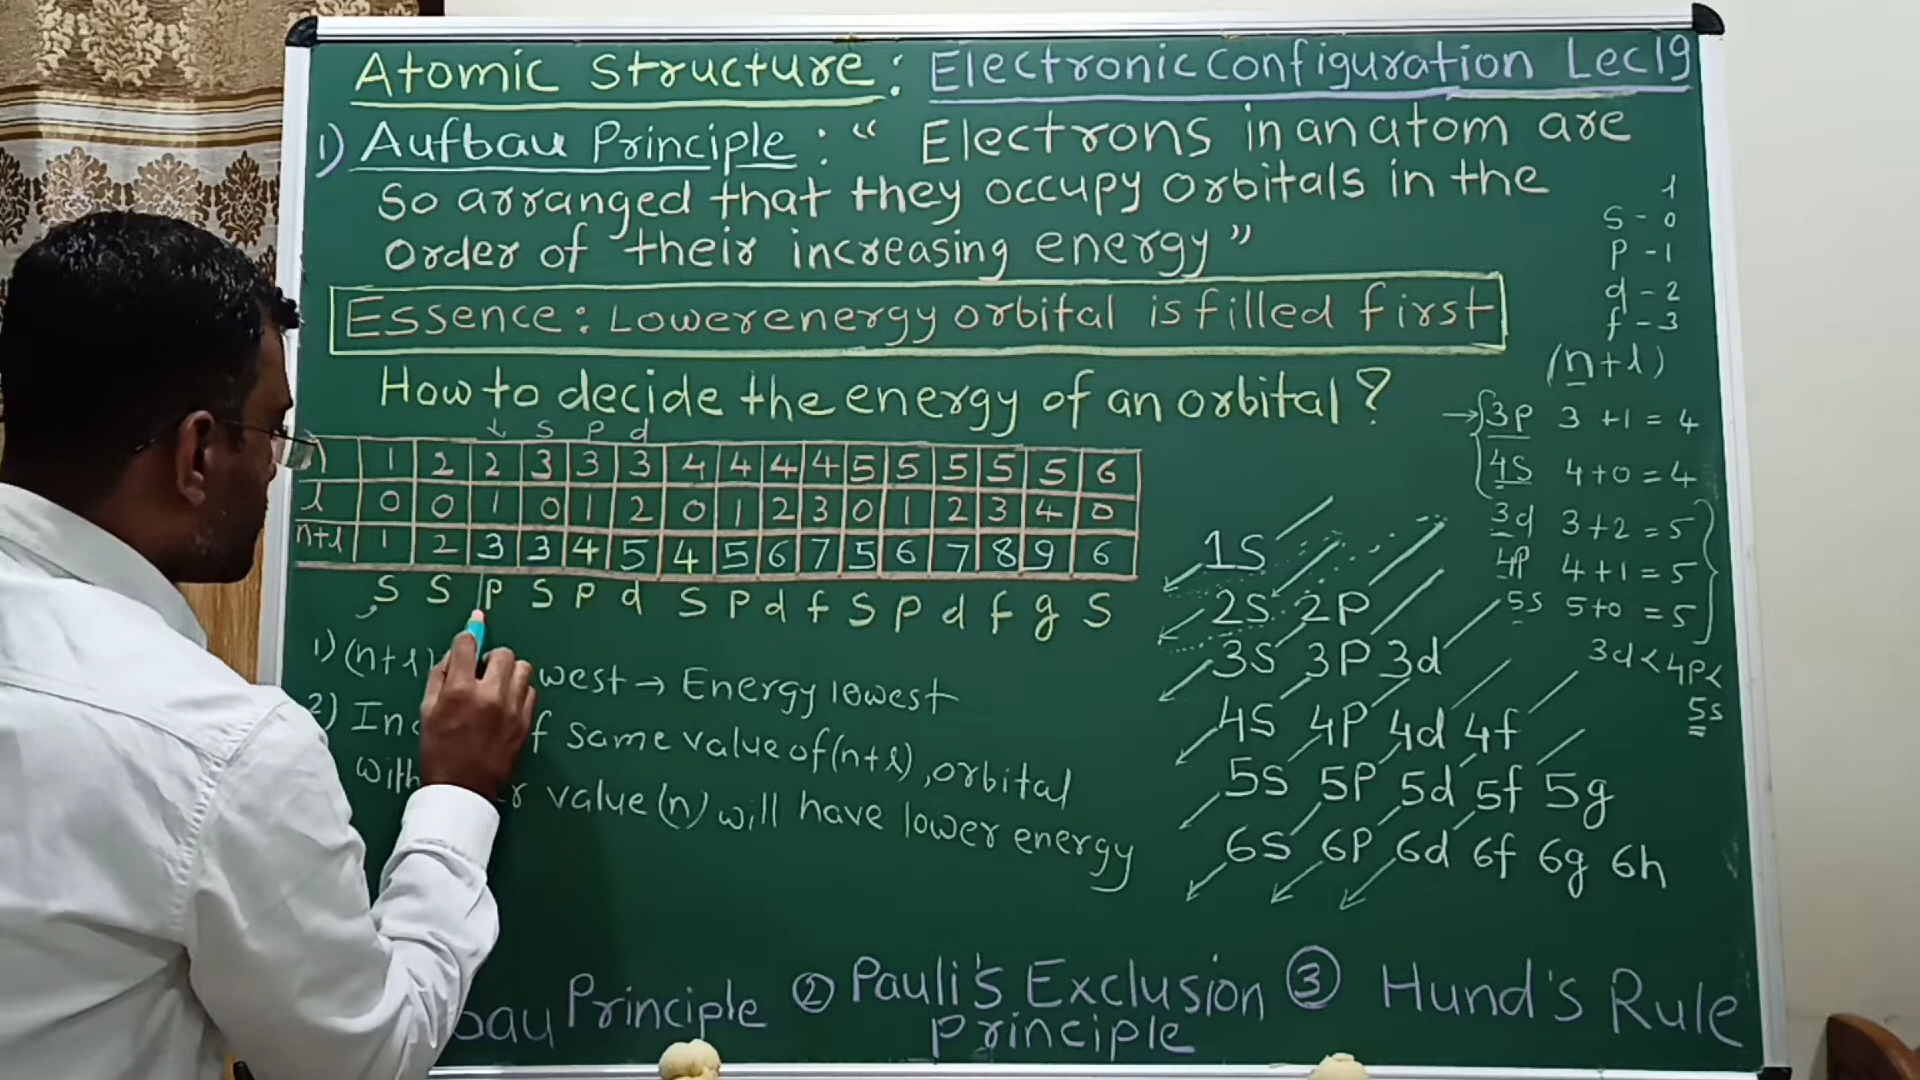 Atomic Structure: Electronic Configuration Lec19
1) Aufbau Principle: “ Electrons in an atom are
so arranged that they occupy orbitals in the
order of their increasing energy”
Essence: Lower energy orbital is filled first
How to decide the energy of an orbital?
s p d
1 2 2 3 3 3 4 4 4 4 5 5 5 5 5 6
l 0 0 1 0 1 2 0 1 2 3 0 1 2 3 4 0
n+l 1 2 3 3 4 5 4 5 6 7 5 6 7 8 9 6
S S P S P d S P d f S P d f g S
1) (n+l) west → Energy lowest
2) In f same value of (n+l), orbital
with r value (n) will have lower energy
l
S - 0
P - 1
d - 2
f - 3
(n+l)
→ 3p 3 + 1 = 4
4s 4+0 = 4
3d 3+2 = 5
4p 4+1 = 5
5s 5+0 = 5
3d < 4p <
5s
1S
2S 2P
3S 3P 3d
4S 4P 4d 4f
5S 5P 5d 5f 5g
6S 6P 6d 6f 6g 6h
bau Principle ② Pauli's Exclusion ③ Hund's Rule
Principle